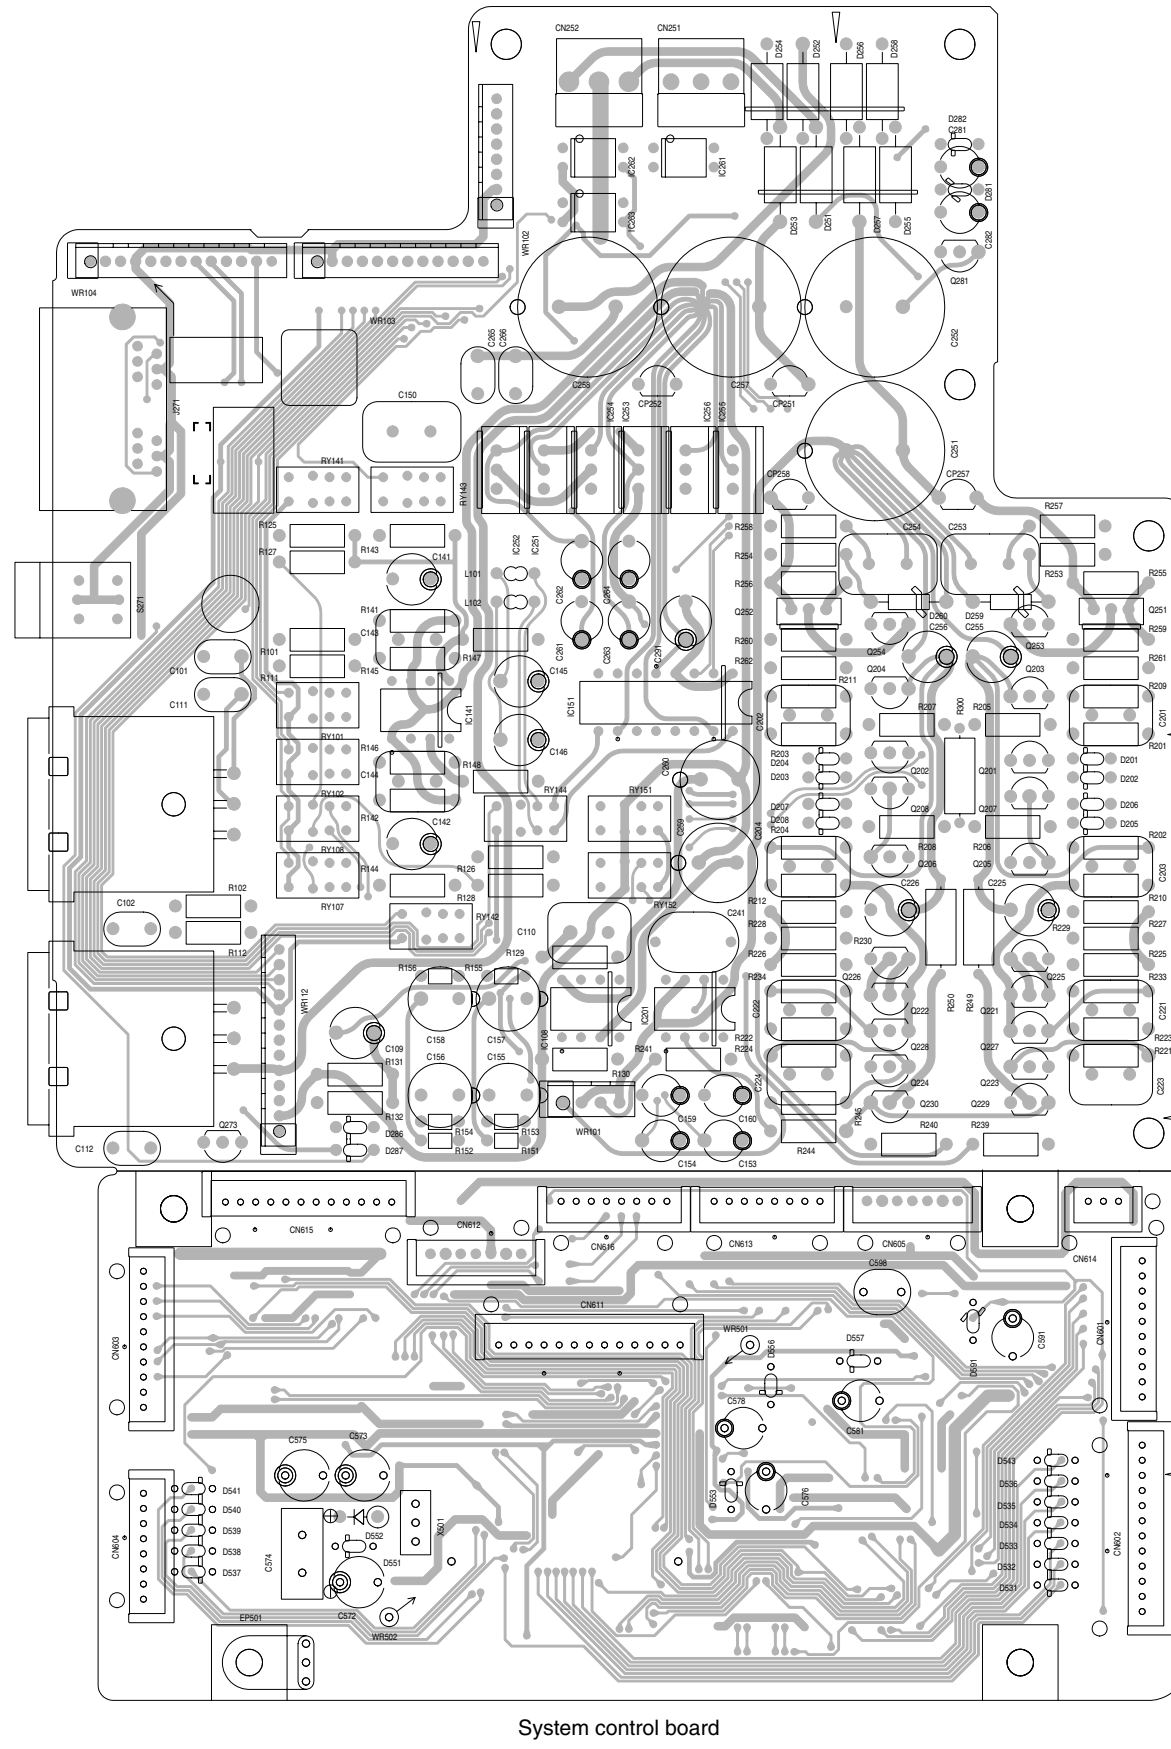 CN252
CN251
D254
D252
D256
D258
D282
C281
IC262
IC261
D281
IC263
D253
D251
D257
D255
C282
WR102
Q281
WR104
WR103
C265
C266
C252
C258
C257
CP252
CP251
J271
C150
IC254
IC253
IC256
IC255
C251
RY141
RY143
CP258
CP257
R125
R143
R258
C254
C253
R257
R127
C141
IC252
IC251
R254
L101
R256
R253
R255
S271
L102
C262
C264
Q252
D260
D259
Q251
R141
C256
C255
R259
C143
R260
R101
R147
C261
C263
C291
Q254
Q253
R261
C101
R145
C145
R262
Q204
Q203
R111
R211
R209
C111
IC141
IC151
C202
R207
R300
R205
C201
RY101
R146
C146
R203
R201
C144
R148
C260
D204
Q202
Q201
D201
RY102
RY144
RY151
D203
D202
R142
D207
Q208
Q207
D206
C142
C259
C204
D208
D205
RY108
R204
R208
R206
R202
R144
R126
Q206
Q205
C203
R102
RY107
R128
RY142
RY152
R212
C226
C225
R210
C102
C110
C241
R228
R229
R227
R112
R129
R230
R226
R225
R156
R155
R234
Q226
Q225
R233
WR112
IC108
IC201
C222
Q222
R250
R249
Q221
C221
C109
C158
C157
R241
R222
R224
Q228
Q227
R223
R221
R131
C156
C155
R130
Q224
Q223
C223
R132
C224
Q230
Q229
Q273
D286
R154
R153
WR101
C159
C160
R245
R240
R239
C112
D287
R152
R151
C154
C153
R244
CN615
CN612
CN616
CN613
CN605
CN614
C598
CN611
CN603
WR501
D556
D557
D591
C591
CN601
C578
C581
C575
C573
D543
D541
D553
C576
D536
D540
D535
D539
D552
X501
D534
CN604
D538
C574
D551
D533
CN602
D537
D532
C572
D531
EP501
WR502
System control board